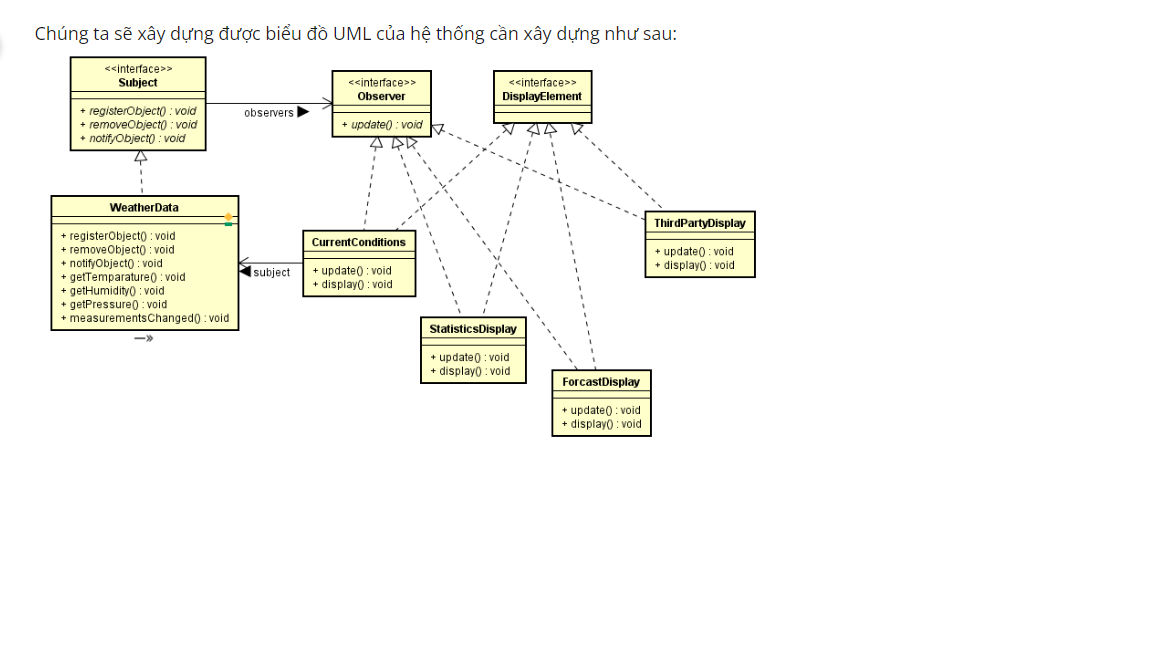 Chúng ta sẽ xây dựng được biểu đồ UML của hệ thống cần xây dựng như sau:
<<interface>>
Subject
+ registerObject() : void
+ removeObject() : void
+ notifyObject() : void
observers
<<interface>>
Observer
+ update() : void
<<interface>>
DisplayElement
WeatherData
+ registerObject() : void
+ removeObject() : void
+ notifyObject() : void
+ getTemparature() : void
+ getHumidity() : void
+ getPressure() : void
+ measurementsChanged() : void
subject
CurrentConditions
+ update() : void
+ display() : void
ThirdPartyDisplay
+ update() : void
+ display() : void
StatisticsDisplay
+ update() : void
+ display() : void
ForcastDisplay
+ update() : void
+ display() : void